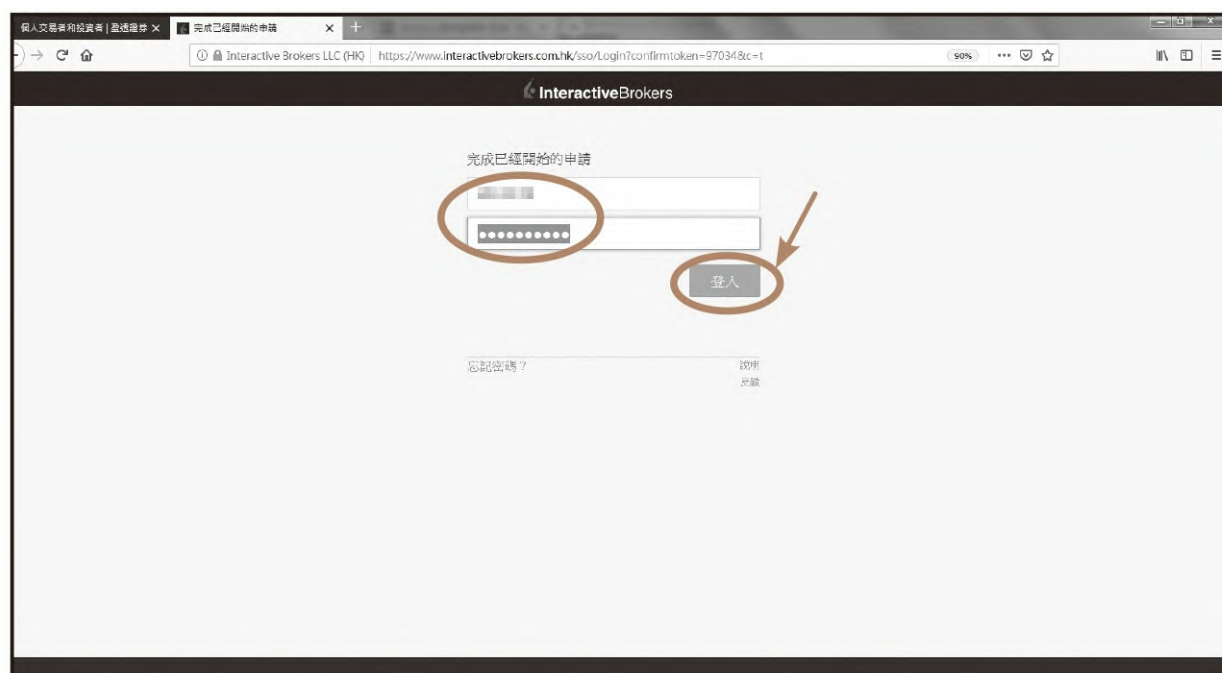 個人交易者和投資者 | 盈透證券
完成已經開始的申請
Interactive Brokers LLC (HK)
https://www.interactivebrokers.com.hk/sso/Login?confirmtoken=97034&c=t
90%
InteractiveBrokers
完成已經開始的申請
登入
忘記密碼？
說明
反饋